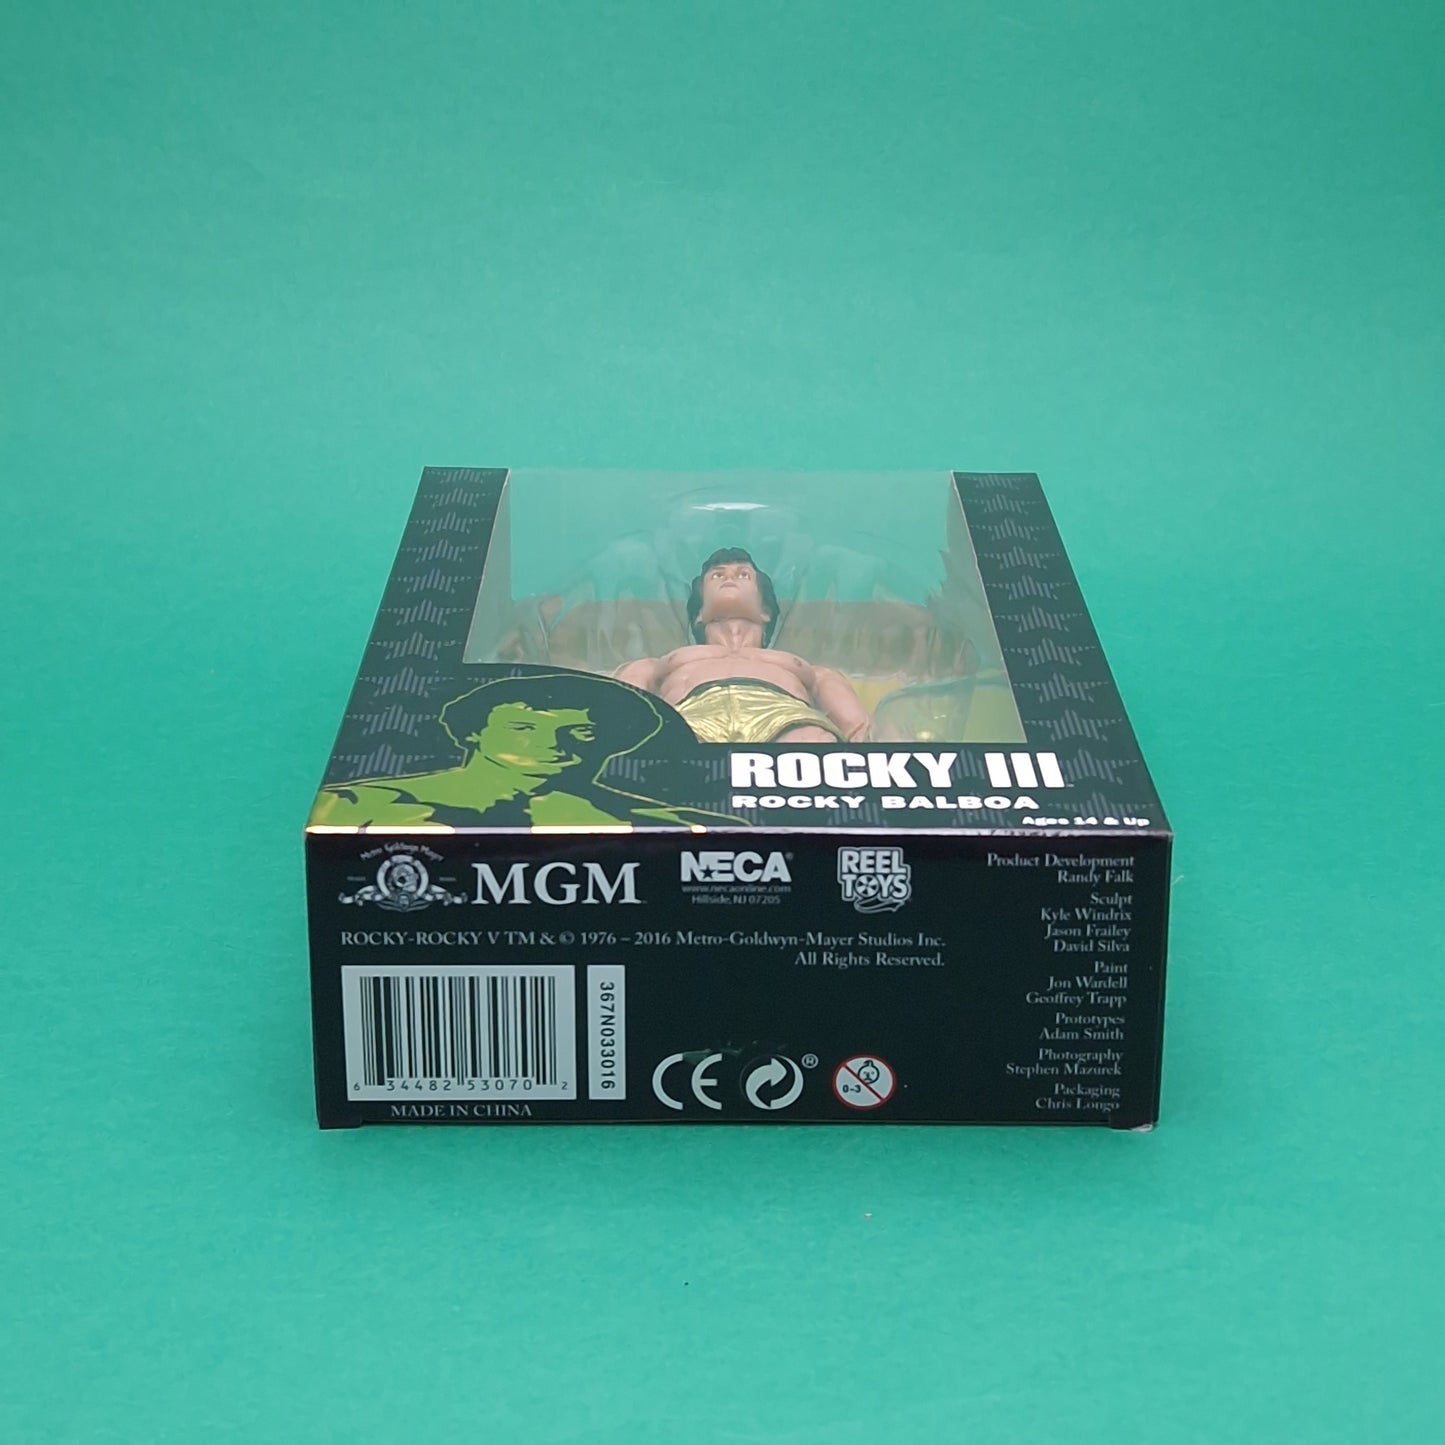 ROCKY III
ROCKY BALBOA
Ages 14 & Up
Metro Goldwyn Mayer
MGM
NECA®
www.necaonline.com
Hillside, NJ 07205
REEL
TOYS
ROCKY-ROCKY V TM & © 1976 – 2016 Metro-Goldwyn-Mayer Studios Inc.
All Rights Reserved.
6 34482 53070 2
MADE IN CHINA
367N033016
CE
®
0-3
Product Development
Randy Falk
Sculpt
Kyle Windrix
Jason Frailey
David Silva
Paint
Jon Wardell
Geoffrey Trapp
Prototypes
Adam Smith
Photography
Stephen Mazurek
Packaging
Chris Longo